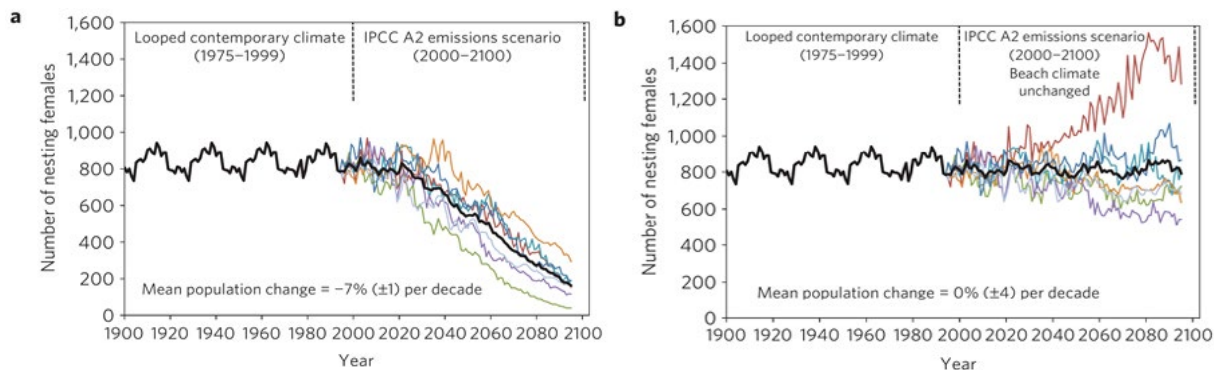 a
1,600
1,400
1,200
1,000
800
600
400
200
0
Number of nesting females
Looped contemporary climate
(1975–1999)
IPCC A2 emissions scenario
(2000–2100)
Mean population change = −7% (±1) per decade
1900 1920 1940 1960 1980 2000 2020 2040 2060 2080 2100
Year
b
1,600
1,400
1,200
1,000
800
600
400
200
0
Number of nesting females
Looped contemporary climate
(1975–1999)
IPCC A2 emissions scenario
(2000–2100)
Beach climate
unchanged
Mean population change = 0% (±4) per decade
1900 1920 1940 1960 1980 2000 2020 2040 2060 2080 2100
Year